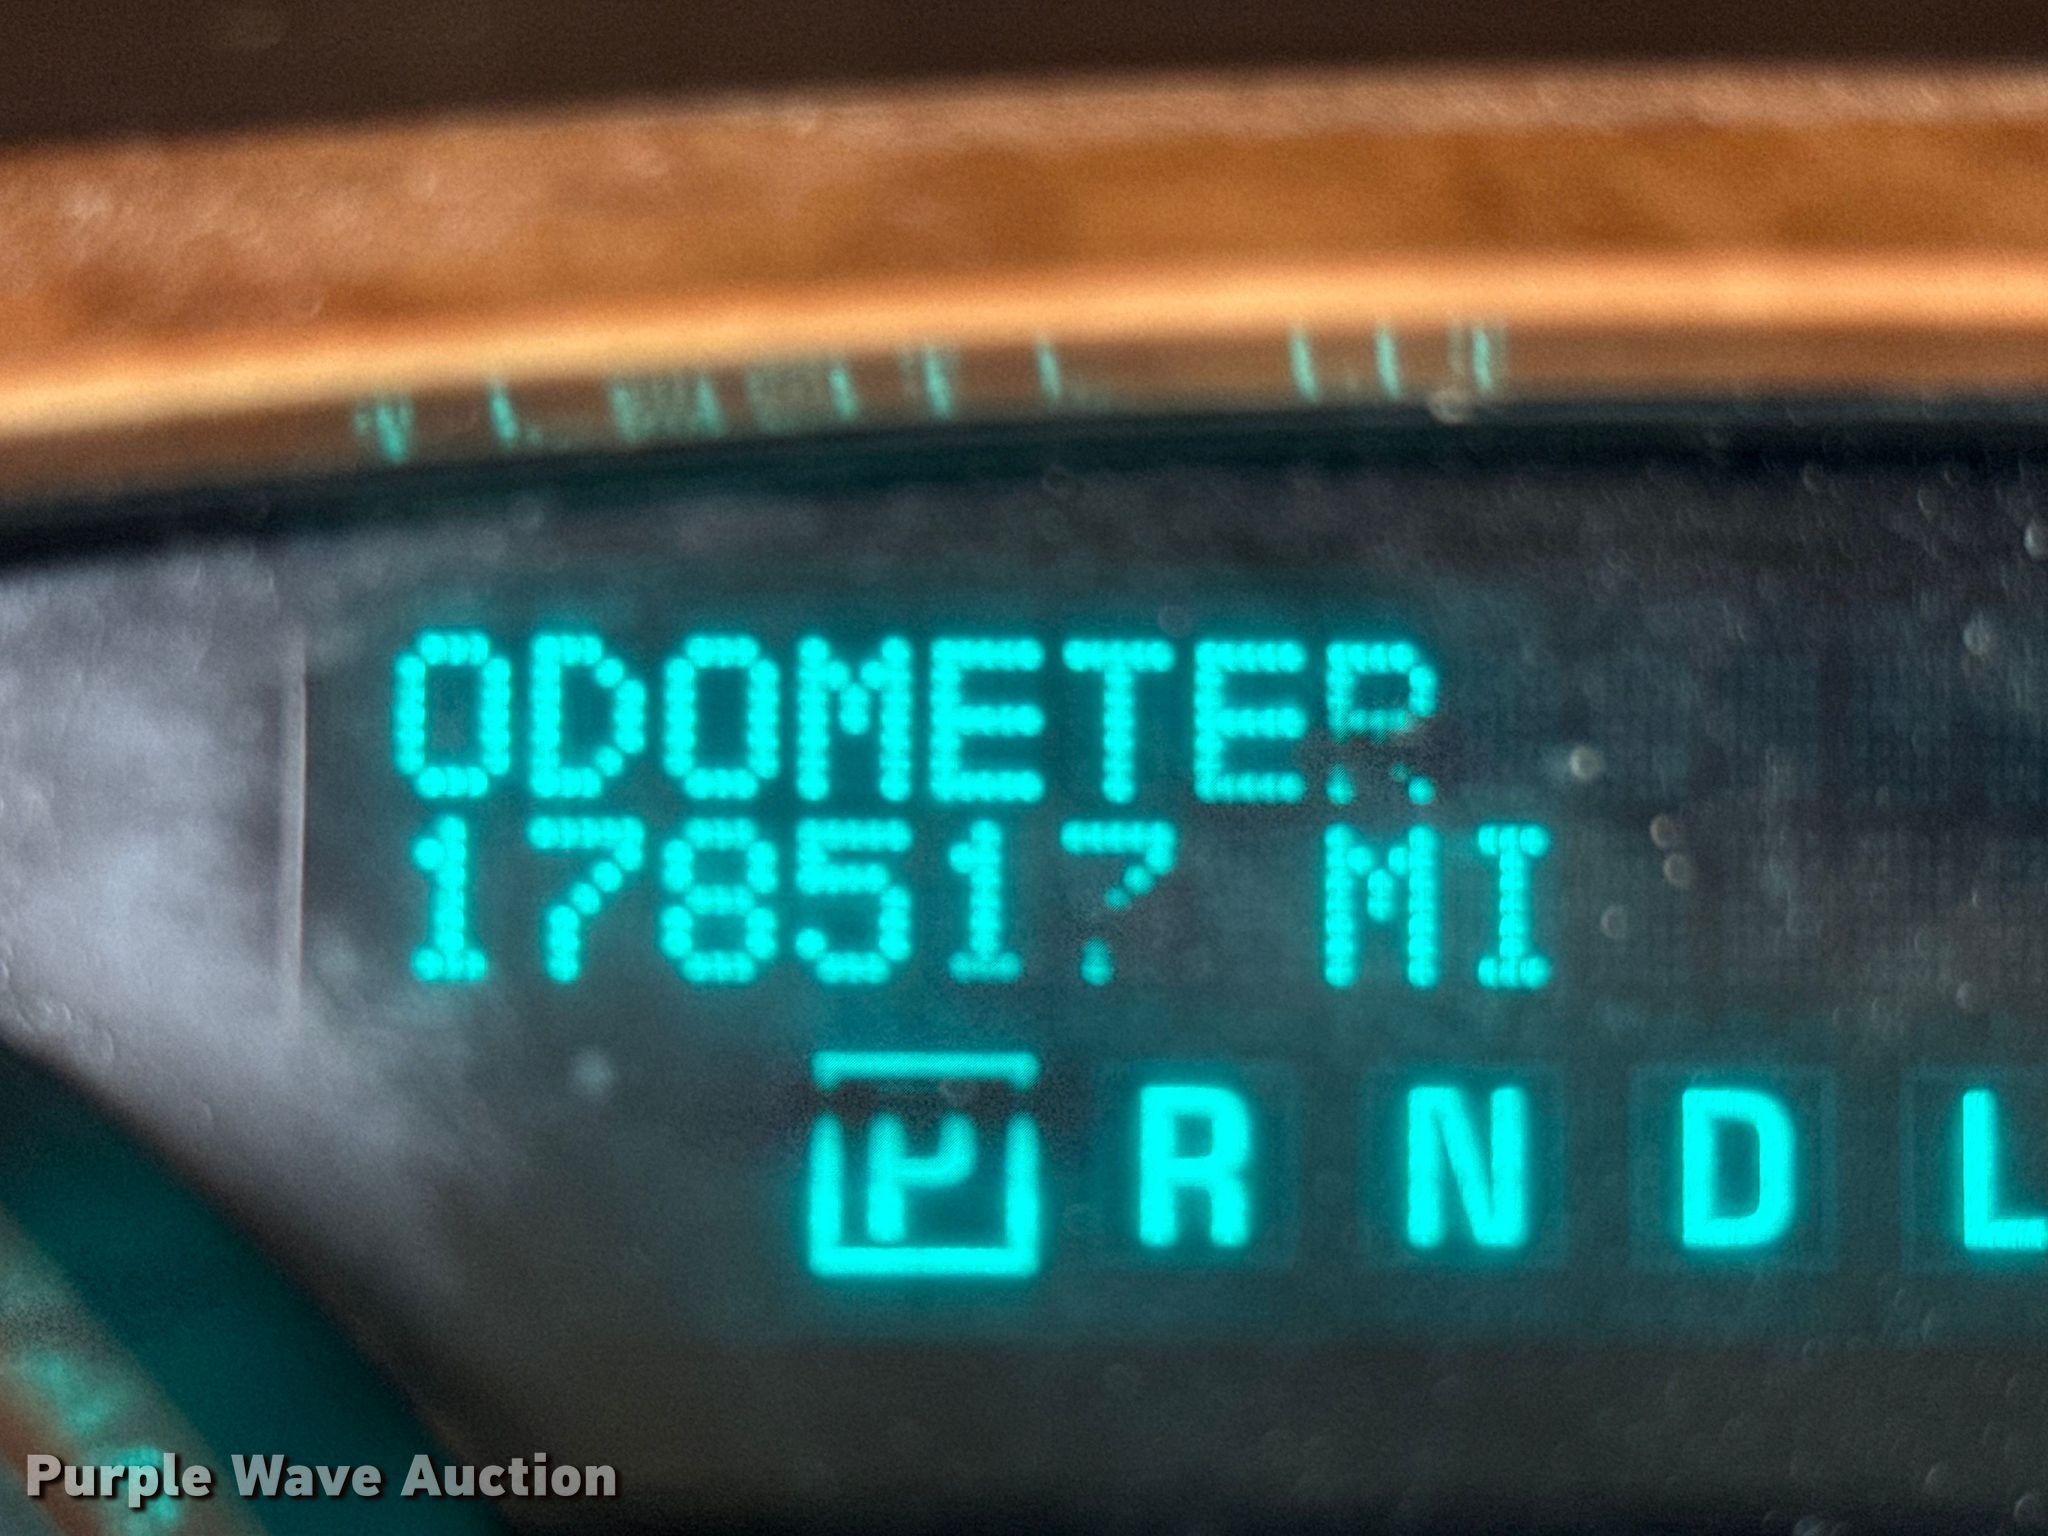 ODOMETER
178517 MI
P R N D L
Purple Wave Auction